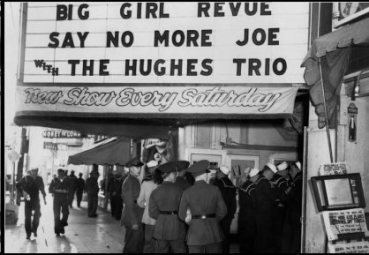 BIG GIRL REVUE
SAY NO MORE JOE
WITH THE HUGHES TRIO
New Show Every Saturday